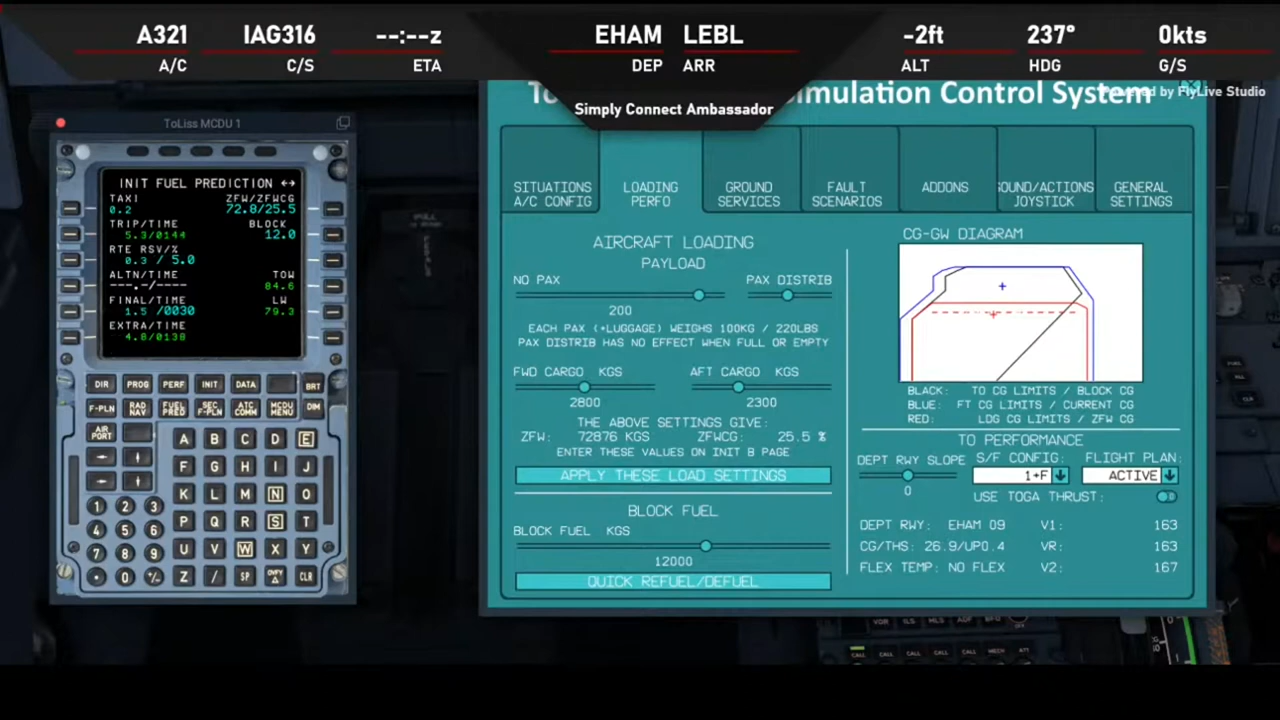 A321 IAG316 --:--z EHAM LEBL -2ft 237° 0kts
A/C C/S ETA DEP ARR ALT HDG G/S
Simulation Control System
Powered by FlyLive Studio
Simply Connect Ambassador
ToLiss MCDU 1
INIT FUEL PREDICTION ↔
TAXI ZFW/ZFWCG
0.2 72.8/25.5
TRIP/TIME BLOCK
5.3/0144 12.0
RTE RSV/%
0.3 / 5.0
ALTN/TIME TOW
---.-/---- 84.6
FINAL/TIME LW
1.5 /0030 79.3
EXTRA/TIME
4.8/0138
DIR PROG PERF INIT DATA BRT
F-PLN RAD NAV FUEL PRED SEC F-PLN ATC COMM MCDU MENU DIM
AIR PORT
← ↑
→ ↓
A B C D E
F G H I J
K L M N O
P Q R S T
U V W X Y
Z / SP OVFY Δ CLR
1 2 3
4 5 6
7 8 9
. 0 +/-
SITUATIONS A/C CONFIG
LOADING PERFO
GROUND SERVICES
FAULT SCENARIOS
ADDONS
SOUND/ACTIONS JOYSTICK
GENERAL SETTINGS
AIRCRAFT LOADING
PAYLOAD
NO PAX PAX DISTRIB
200
EACH PAX (+LUGGAGE) WEIGHS 100KG / 220LBS
PAX DISTRIB HAS NO EFFECT WHEN FULL OR EMPTY
FWD CARGO KGS AFT CARGO KGS
2800 2300
THE ABOVE SETTINGS GIVE:
ZFW: 72876 KGS ZFWCG: 25.5 %
ENTER THESE VALUES ON INIT B PAGE
APPLY THESE LOAD SETTINGS
BLOCK FUEL
BLOCK FUEL KGS
12000
QUICK REFUEL/DEFUEL
CG-GW DIAGRAM
BLACK: TO CG LIMITS / BLOCK CG
BLUE: FT CG LIMITS / CURRENT CG
RED: LDG CG LIMITS / ZFW CG
TO PERFORMANCE
DEPT RWY SLOPE S/F CONFIG: FLIGHT PLAN:
0 1+F ACTIVE
USE TOGA THRUST:
DEPT RWY: EHAM 09 V1: 163
CG/THS: 26.9/UP0.4 VR: 163
FLEX TEMP: NO FLEX V2: 167